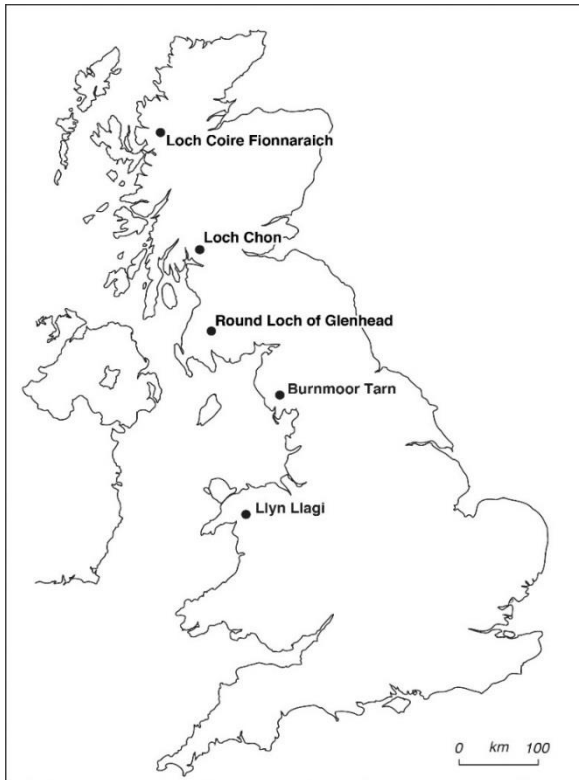 Loch Coire Fionnaraich
Loch Chon
Round Loch of Glenhead
Burnmoor Tarn
Llyn Llagi
0 km 100